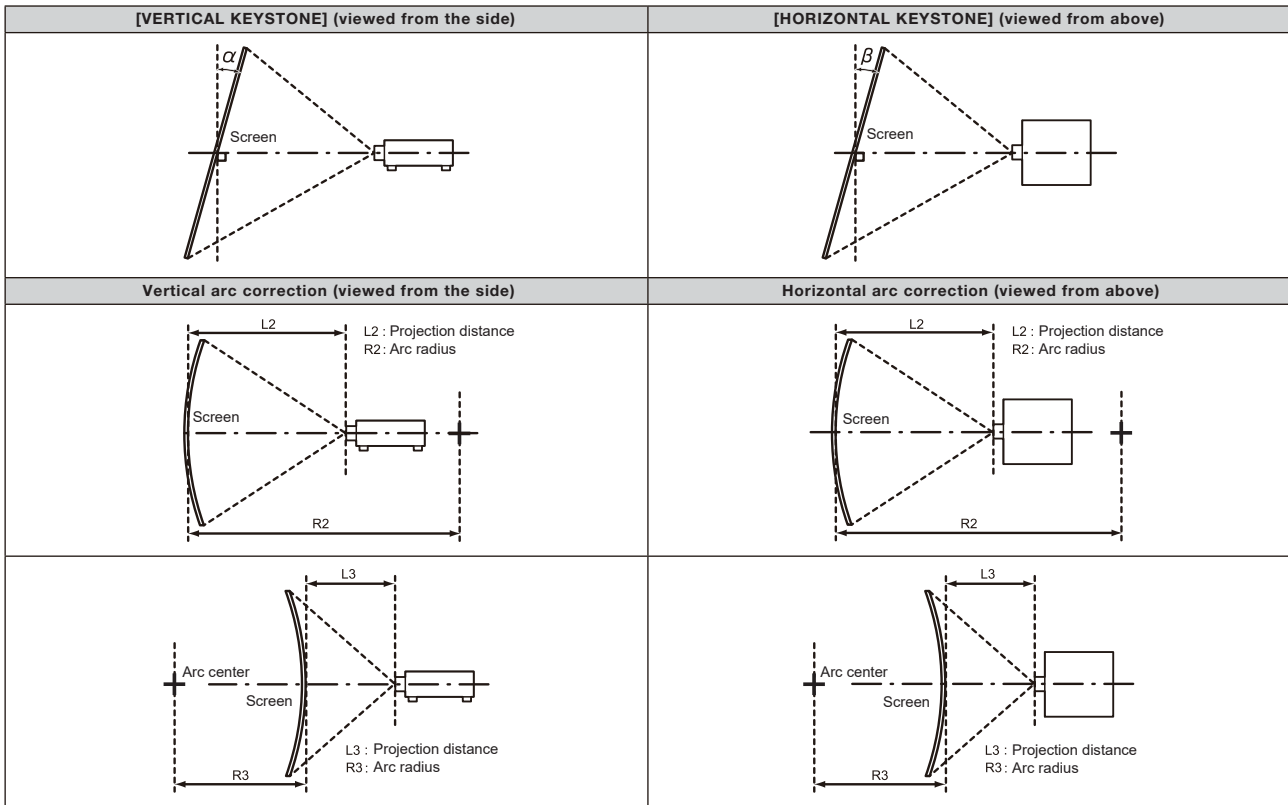 [VERTICAL KEYSTONE] (viewed from the side)
[HORIZONTAL KEYSTONE] (viewed from above)
α
Screen
β
Screen
Vertical arc correction (viewed from the side)
Horizontal arc correction (viewed from above)
L2
L2 : Projection distance
R2: Arc radius
Screen
R2
L2
L2 : Projection distance
R2: Arc radius
Screen
R2
L3
Arc center
Screen
L3 : Projection distance
R3 : Arc radius
R3
L3
Arc center
Screen
L3 : Projection distance
R3 : Arc radius
R3